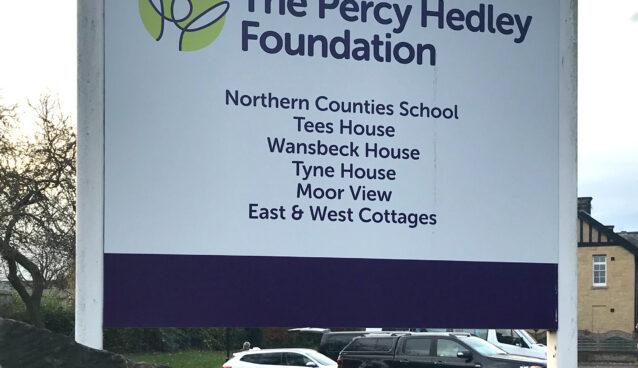 The Percy Hedley
Foundation
Northern Counties School
Tees House
Wansbeck House
Tyne House
Moor View
East & West Cottages